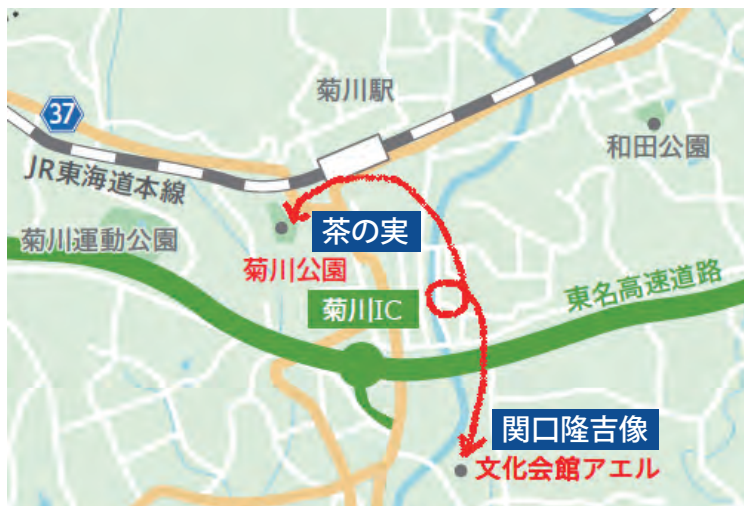 菊川駅
37
和田公園
JR東海道本線
茶の実
菊川運動公園
菊川公園
東名高速道路
菊川IC
関口隆吉像
文化会館アエル